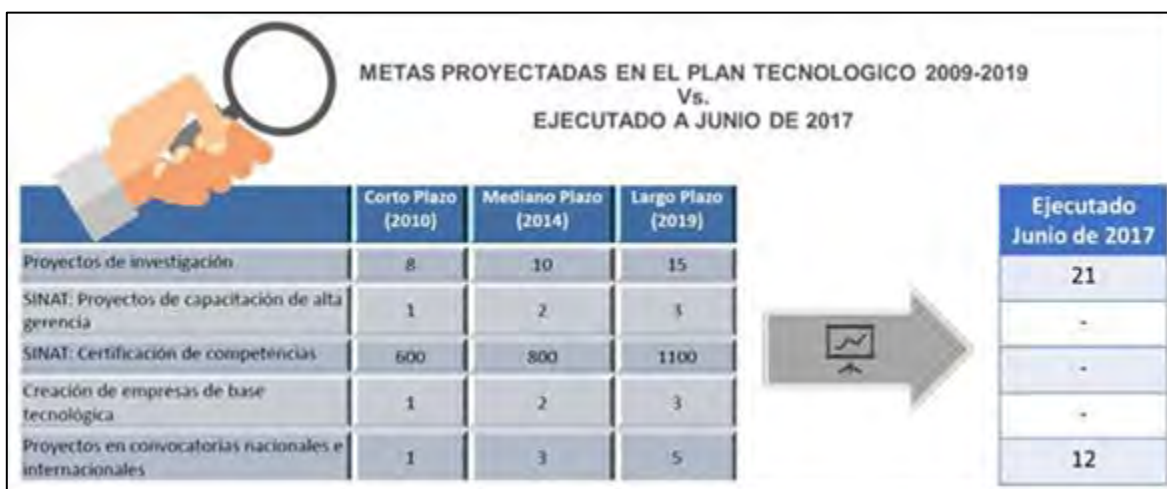 METAS PROYECTADAS EN EL PLAN TECNOLOGICO 2009-2019
Vs.
EJECUTADO A JUNIO DE 2017
Corto Plazo
(2010)
Mediano Plazo
(2014)
Largo Plazo
(2019)
Ejecutado
Junio de 2017
Proyectos de investigación 8 10 15 21
SINAT: Proyectos de capacitación de alta
gerencia 1 2 3 -
SINAT: Certificación de competencias 600 800 1100 -
Creación de empresas de base
tecnológica 1 2 3 -
Proyectos en convocatorias nacionales e
internacionales 1 3 5 12